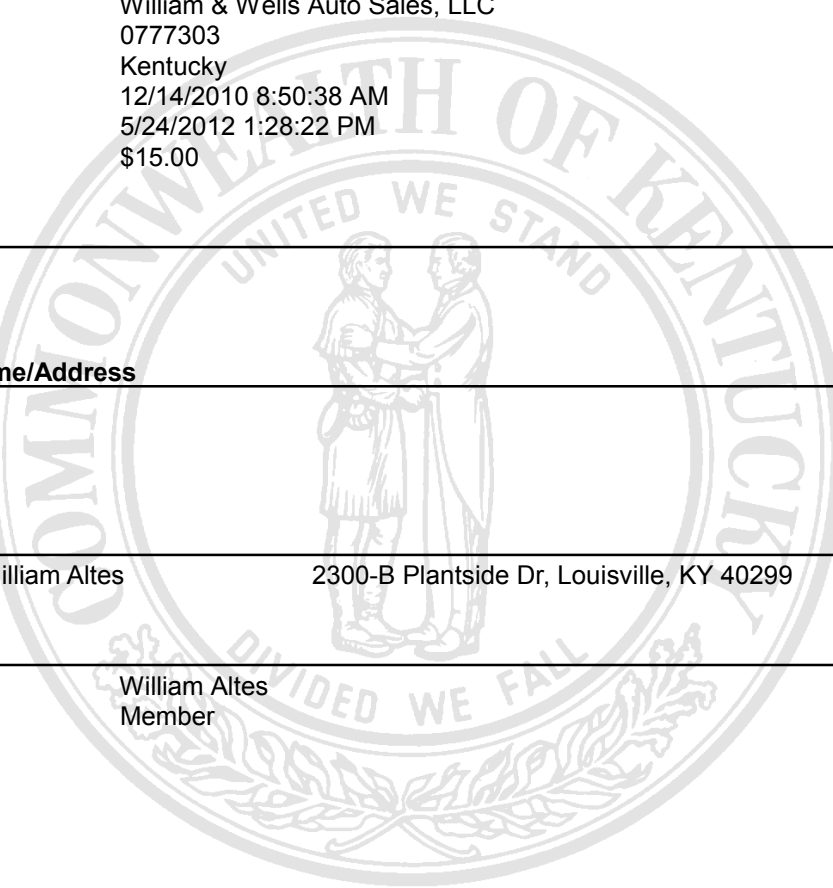 William & Wells Auto Sales, LLC
0777303
Kentucky
12/14/2010 8:50:38 AM
5/24/2012 1:28:22 PM
$15.00
me/Address
illiam Altes 2300-B Plantside Dr, Louisville, KY 40299
William Altes
Member
COMMONWEALTH OF KENTUCKY
UNITED WE STAND
DIVIDED WE FALL